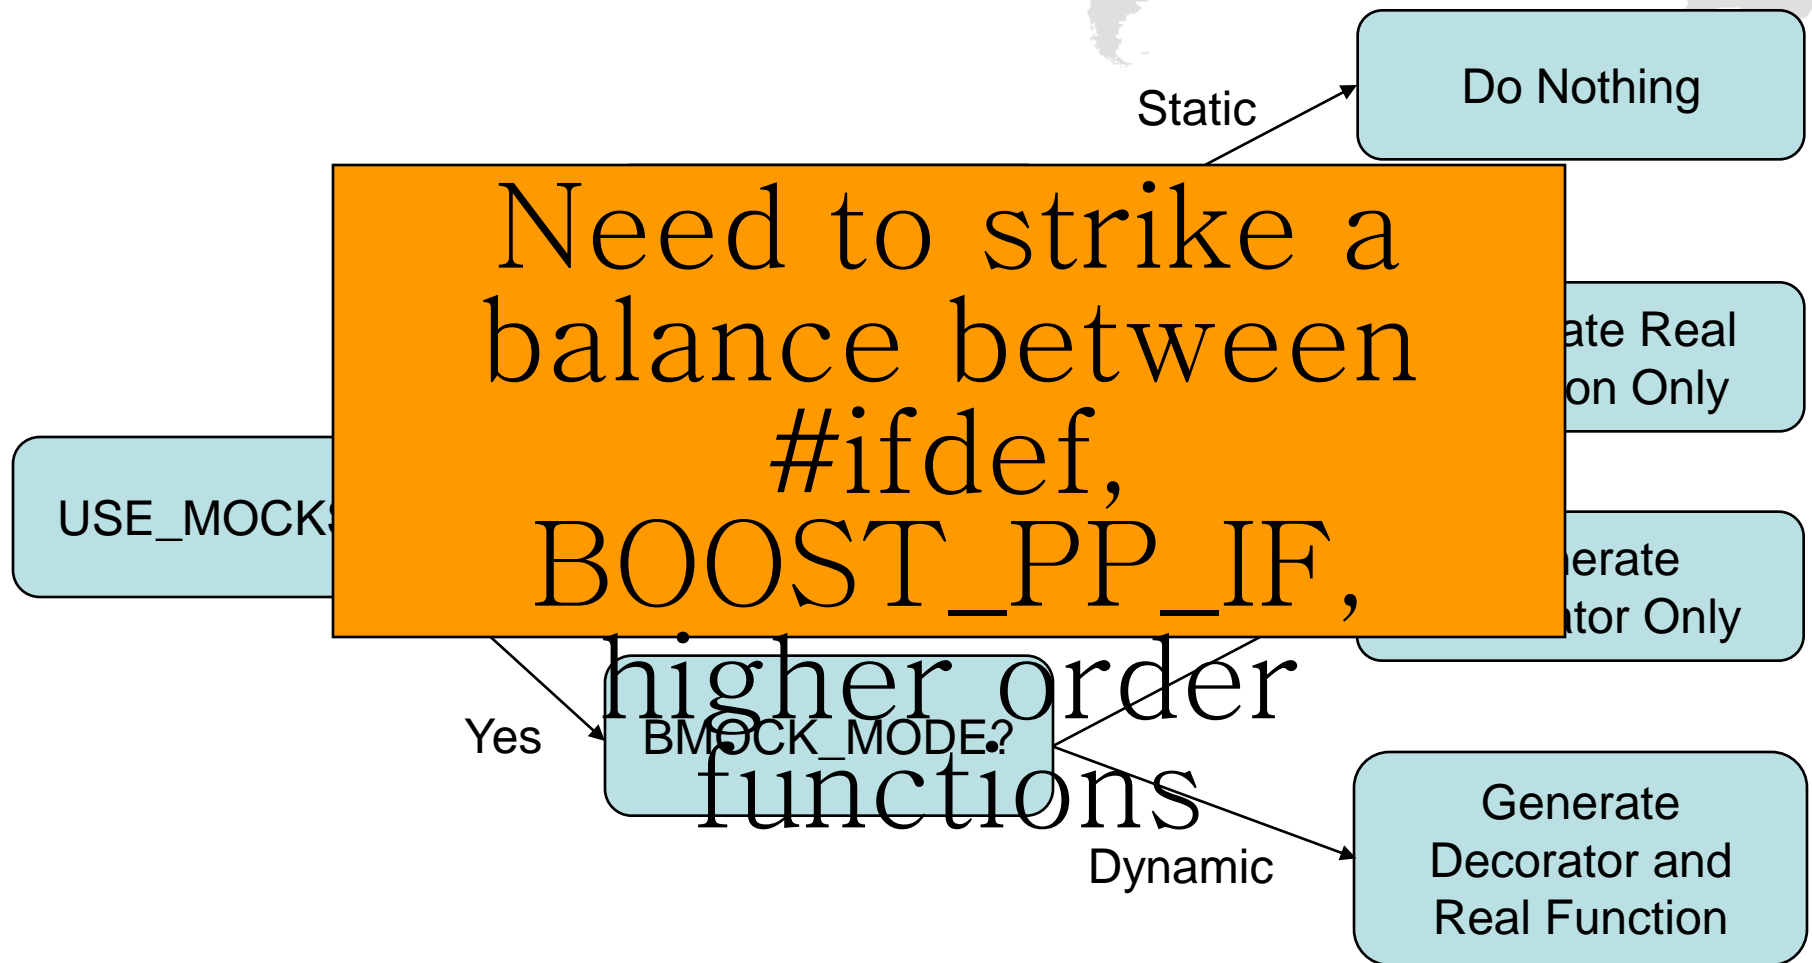 Do Nothing
Static
Need to strike a
balance between
#ifdef,
BOOST_PP_IF,
higher order
functions
ate Real
on Only
USE_MOCKS
erate
tor Only
Yes
BMOCK_MODE?
Dynamic
Generate
Decorator and
Real Function